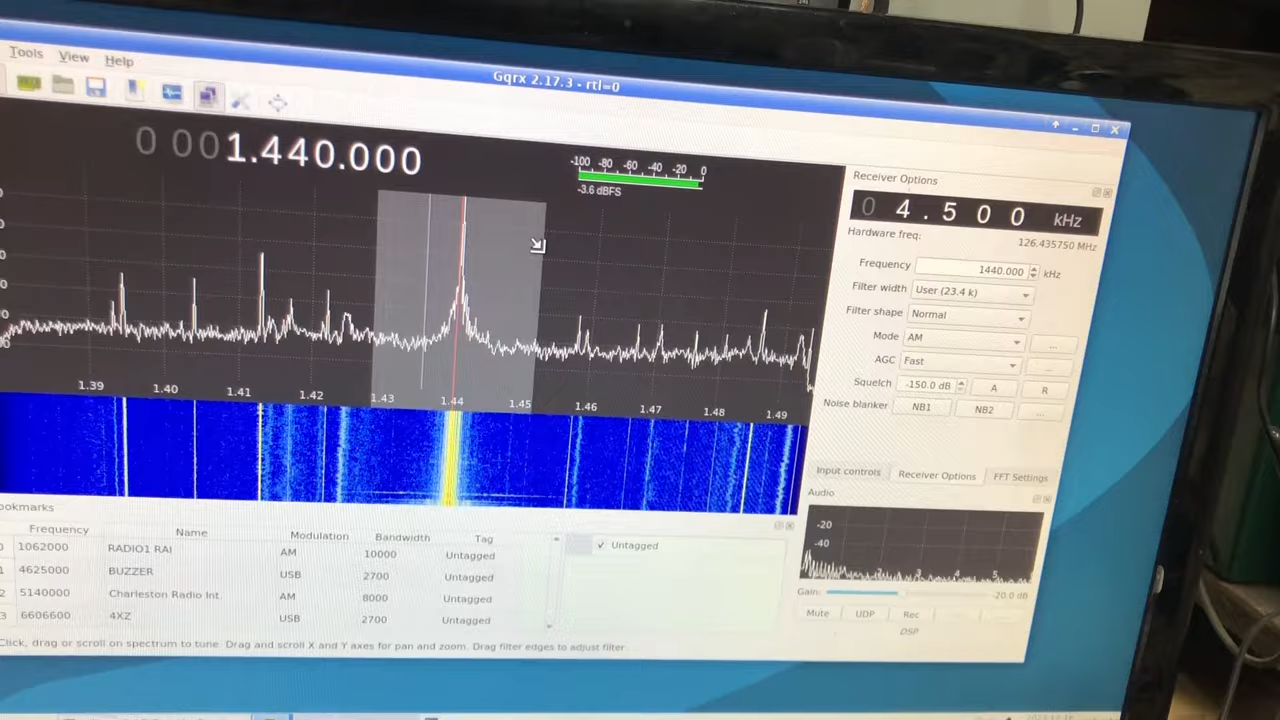 Gqrx 2.17.3 - rtl=0
Tools View Help
0 001.440.000
-100 -80 -60 -40 -20 0
-3.6 dBFS
1.39 1.40 1.41 1.42 1.43 1.44 1.45 1.46 1.47 1.48 1.49
Receiver Options
0 4.500 kHz
Hardware freq: 126.435750 MHz
Frequency 1440.000 kHz
Filter width User (23.4 k)
Filter shape Normal
Mode AM ...
AGC Fast ...
Squelch -150.0 dB A R
Noise blanker NB1 NB2 ...
Input controls Receiver Options FFT Settings
Audio
-20
-40
2 3 4 5
Gain: -20.0 dB
Mute UDP Rec
DSP
ookmarks
Frequency Name Modulation Bandwidth Tag
1062000 RADIO1 RAI AM 10000 Untagged
4625000 BUZZER USB 2700 Untagged
5140000 Charleston Radio Int. AM 8000 Untagged
6606600 4XZ USB 2700 Untagged
✓ Untagged
Click, drag or scroll on spectrum to tune. Drag and scroll X and Y axes for pan and zoom. Drag filter edges to adjust filter.